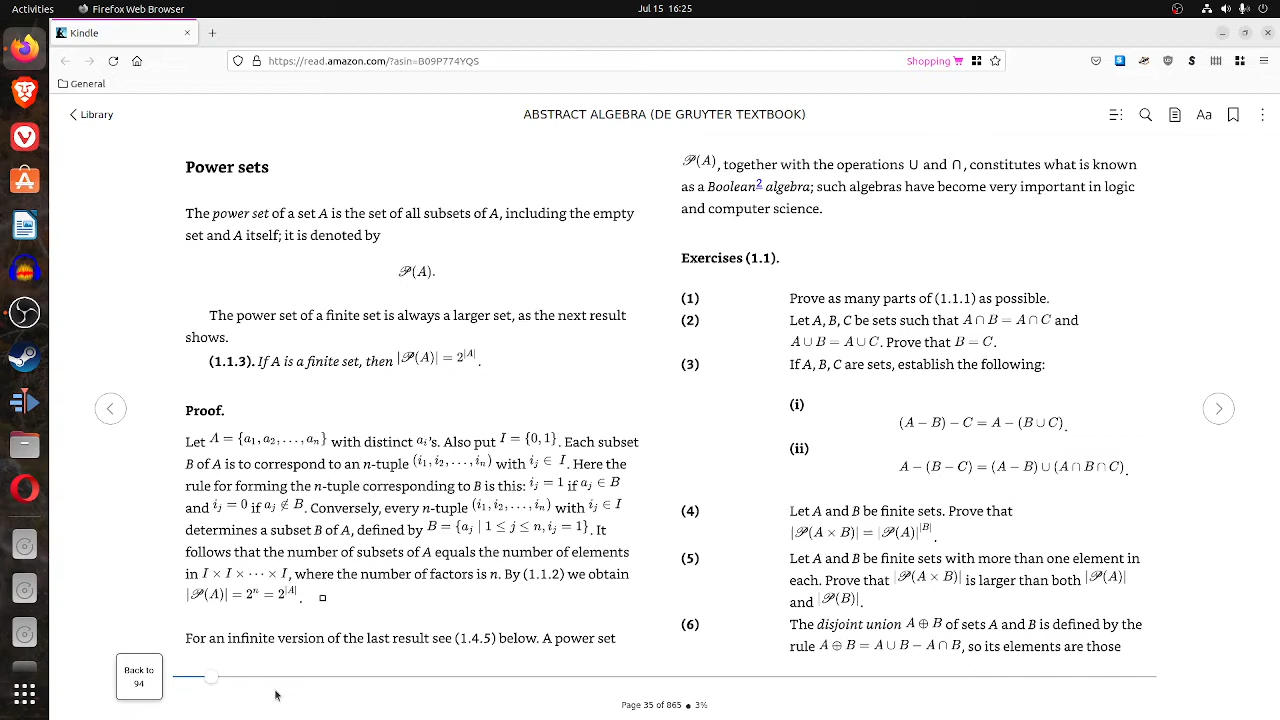 Activities
Firefox Web Browser
Jul 15 16:25
Kindle
https://read.amazon.com/?asin=B09P774YQS
Shopping
General
Library
ABSTRACT ALGEBRA (DE GRUYTER TEXTBOOK)
Aa
Power sets
The power set of a set A is the set of all subsets of A, including the empty
set and A itself; it is denoted by
𝒫(A).
The power set of a finite set is always a larger set, as the next result
shows.
(1.1.3). If A is a finite set, then |𝒫(A)| = 2^{|A|}.
Proof.
Let A = {a₁, a₂, . . . , aₙ} with distinct aᵢ's. Also put I = {0, 1}. Each subset
B of A is to correspond to an n-tuple (i₁, i₂, . . . , iₙ) with iⱼ ∈ I. Here the
rule for forming the n-tuple corresponding to B is this: iⱼ = 1 if aⱼ ∈ B
and iⱼ = 0 if aⱼ ∉ B. Conversely, every n-tuple (i₁, i₂, . . . , iₙ) with iⱼ ∈ I
determines a subset B of A, defined by B = {aⱼ | 1 ≤ j ≤ n, iⱼ = 1}. It
follows that the number of subsets of A equals the number of elements
in I × I × ⋯ × I, where the number of factors is n. By (1.1.2) we obtain
|𝒫(A)| = 2ⁿ = 2^{|A|}. □
For an infinite version of the last result see (1.4.5) below. A power set
𝒫(A), together with the operations ∪ and ∩, constitutes what is known
as a Boolean² algebra; such algebras have become very important in logic
and computer science.
Exercises (1.1).
(1) Prove as many parts of (1.1.1) as possible.
(2) Let A, B, C be sets such that A ∩ B = A ∩ C and
A ∪ B = A ∪ C. Prove that B = C.
(3) If A, B, C are sets, establish the following:
(i)
(A − B) − C = A − (B ∪ C).
(ii)
A − (B − C) = (A − B) ∪ (A ∩ B ∩ C).
(4) Let A and B be finite sets. Prove that
|𝒫(A × B)| = |𝒫(A)|^{|B|}.
(5) Let A and B be finite sets with more than one element in
each. Prove that |𝒫(A × B)| is larger than both |𝒫(A)|
and |𝒫(B)|.
(6) The disjoint union A ⊕ B of sets A and B is defined by the
rule A ⊕ B = A ∪ B − A ∩ B, so its elements are those
Back to
94
Page 35 of 865 ● 3%